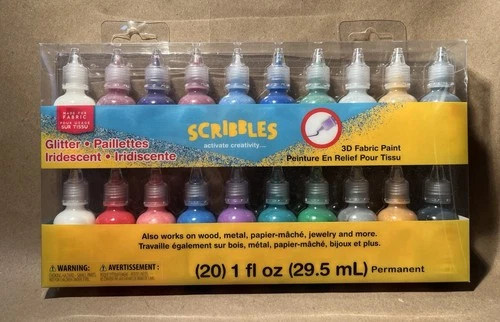 FABRIC
SUR TISSU
Glitter • Paillettes
Iridescent • Iridiscente
SCRIBBLES
activate creativity...
3D Fabric Paint
Peinture En Relief Pour Tissu
Also works on wood, metal, papier-mâché, jewelry and more.
Travaille également sur bois, métal, papier-mâché, bijoux et plus.
WARNING:
AVERTISSEMENT:
(20) 1 fl oz (29.5 mL) Permanent